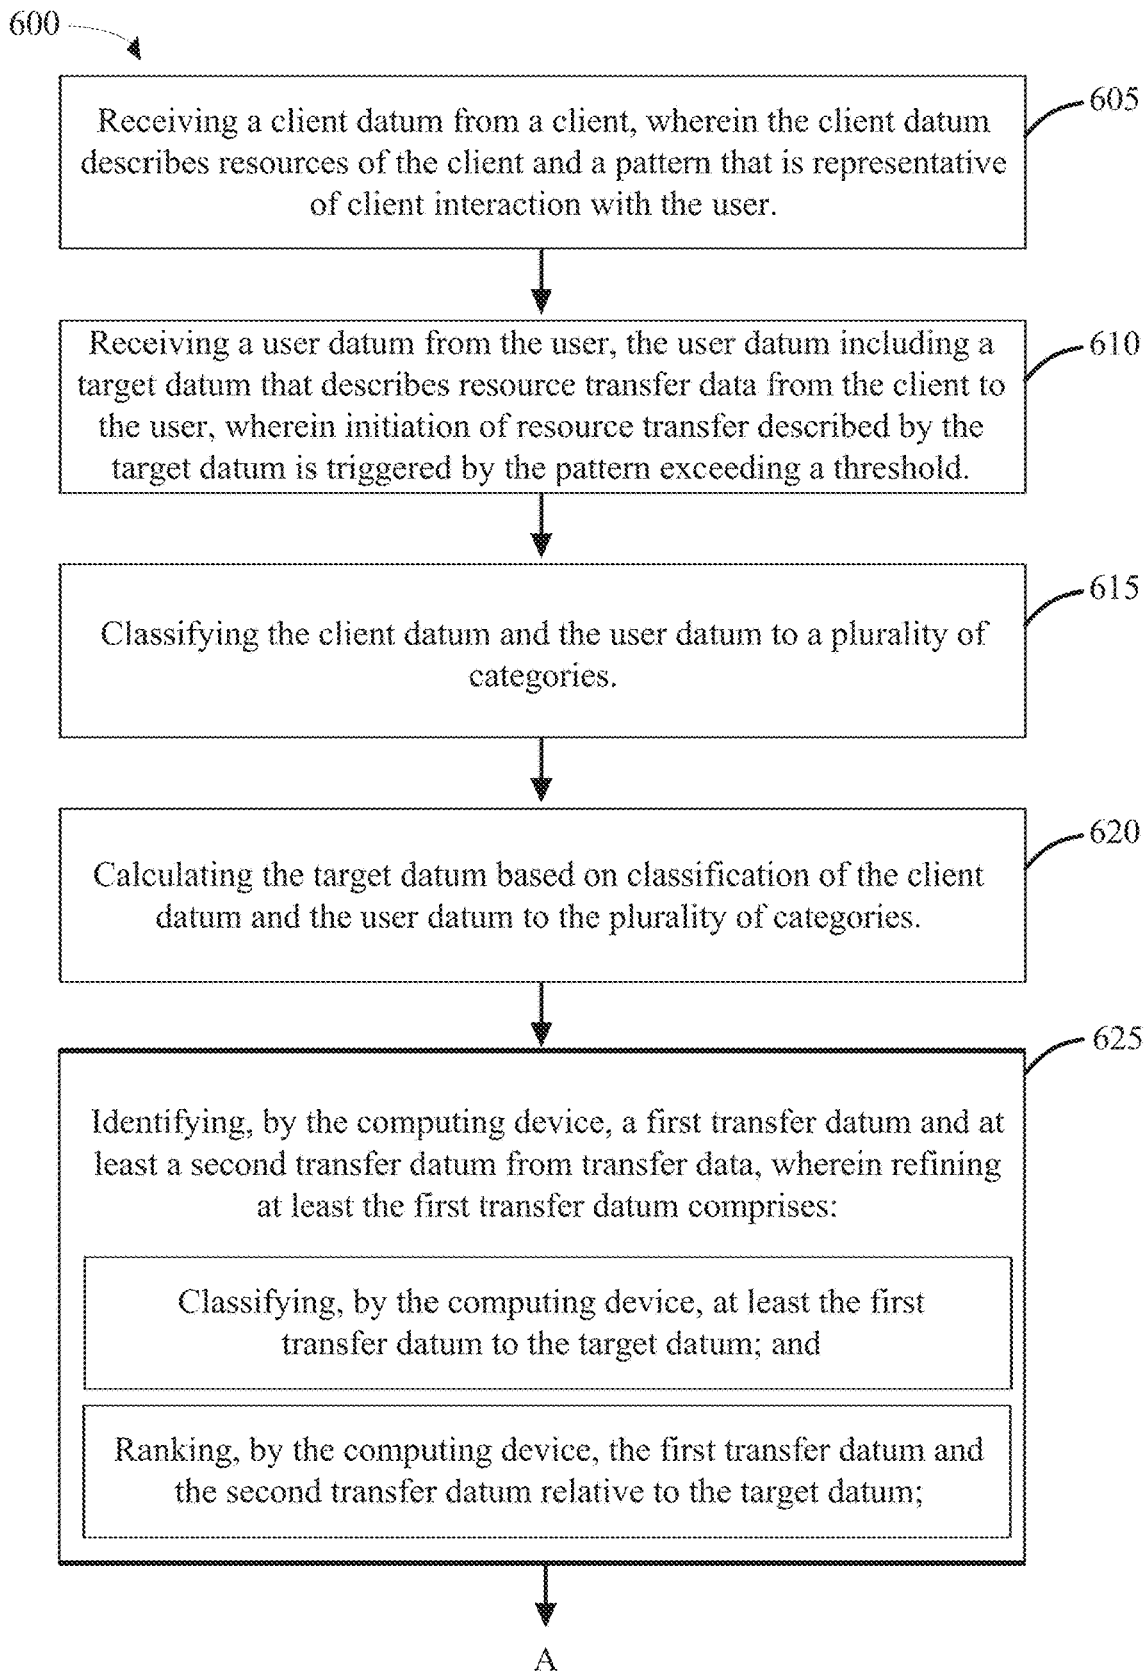 600
605
Receiving a client datum from a client, wherein the client datum
describes resources of the client and a pattern that is representative
of client interaction with the user.
610
Receiving a user datum from the user, the user datum including a
target datum that describes resource transfer data from the client to
the user, wherein initiation of resource transfer described by the
target datum is triggered by the pattern exceeding a threshold.
615
Classifying the client datum and the user datum to a plurality of
categories.
620
Calculating the target datum based on classification of the client
datum and the user datum to the plurality of categories.
625
Identifying, by the computing device, a first transfer datum and at
least a second transfer datum from transfer data, wherein refining
at least the first transfer datum comprises:
Classifying, by the computing device, at least the first
transfer datum to the target datum; and
Ranking, by the computing device, the first transfer datum and
the second transfer datum relative to the target datum;
A